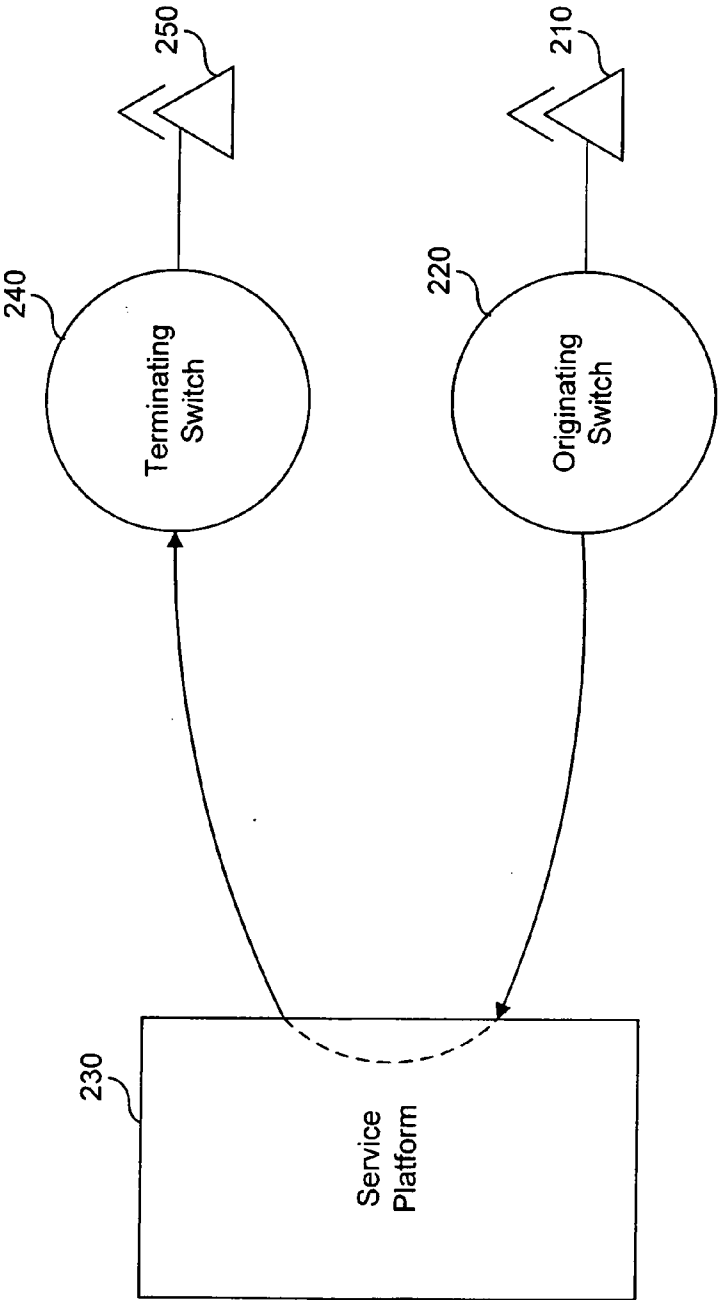 230
Service
Platform
240
Terminating
Switch
250
220
Originating
Switch
210